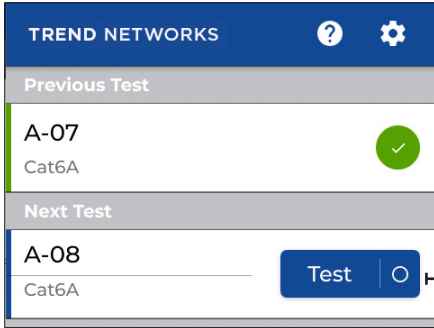 TREND NETWORKS
Previous Test
A-07
Cat6A
Next Test
A-08
Cat6A
Test